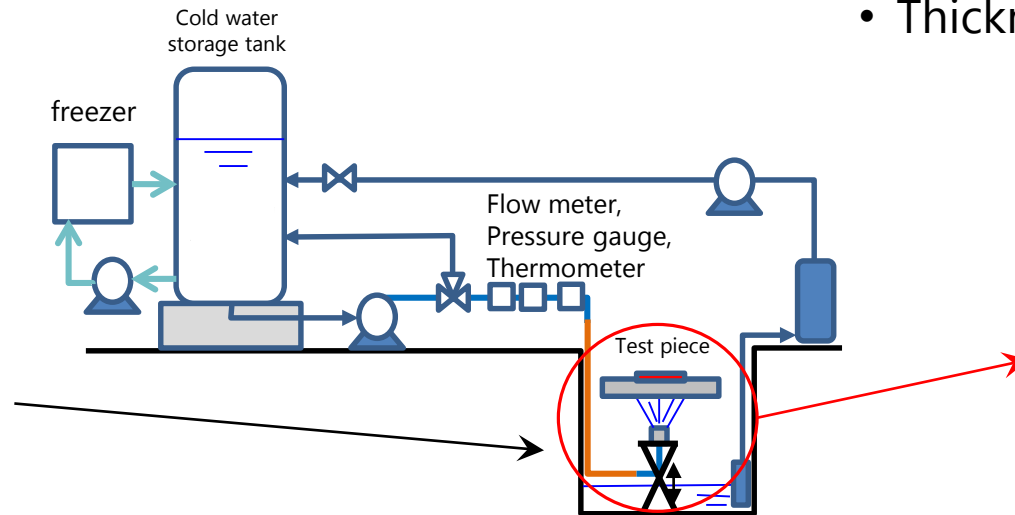 Cold water
storage tank
freezer
Flow meter,
Pressure gauge,
Thermometer
Test piece